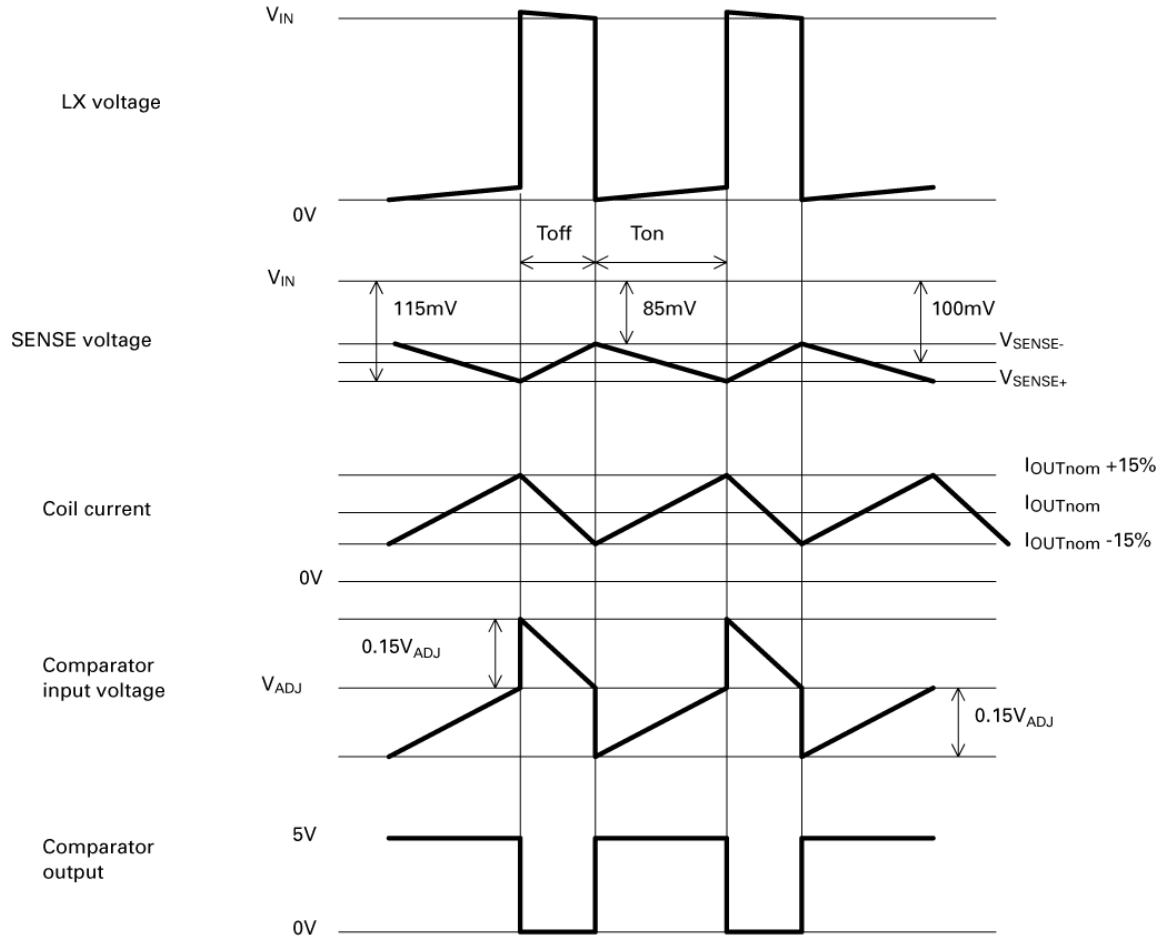 VIN
LX voltage
0V
Toff
Ton
VIN
115mV
85mV
100mV
SENSE voltage
VSENSE-
VSENSE+
IOUTnom +15%
Coil current
IOUTnom
IOUTnom -15%
0V
0.15VADJ
Comparator
input voltage
VADJ
0.15VADJ
5V
Comparator
output
0V